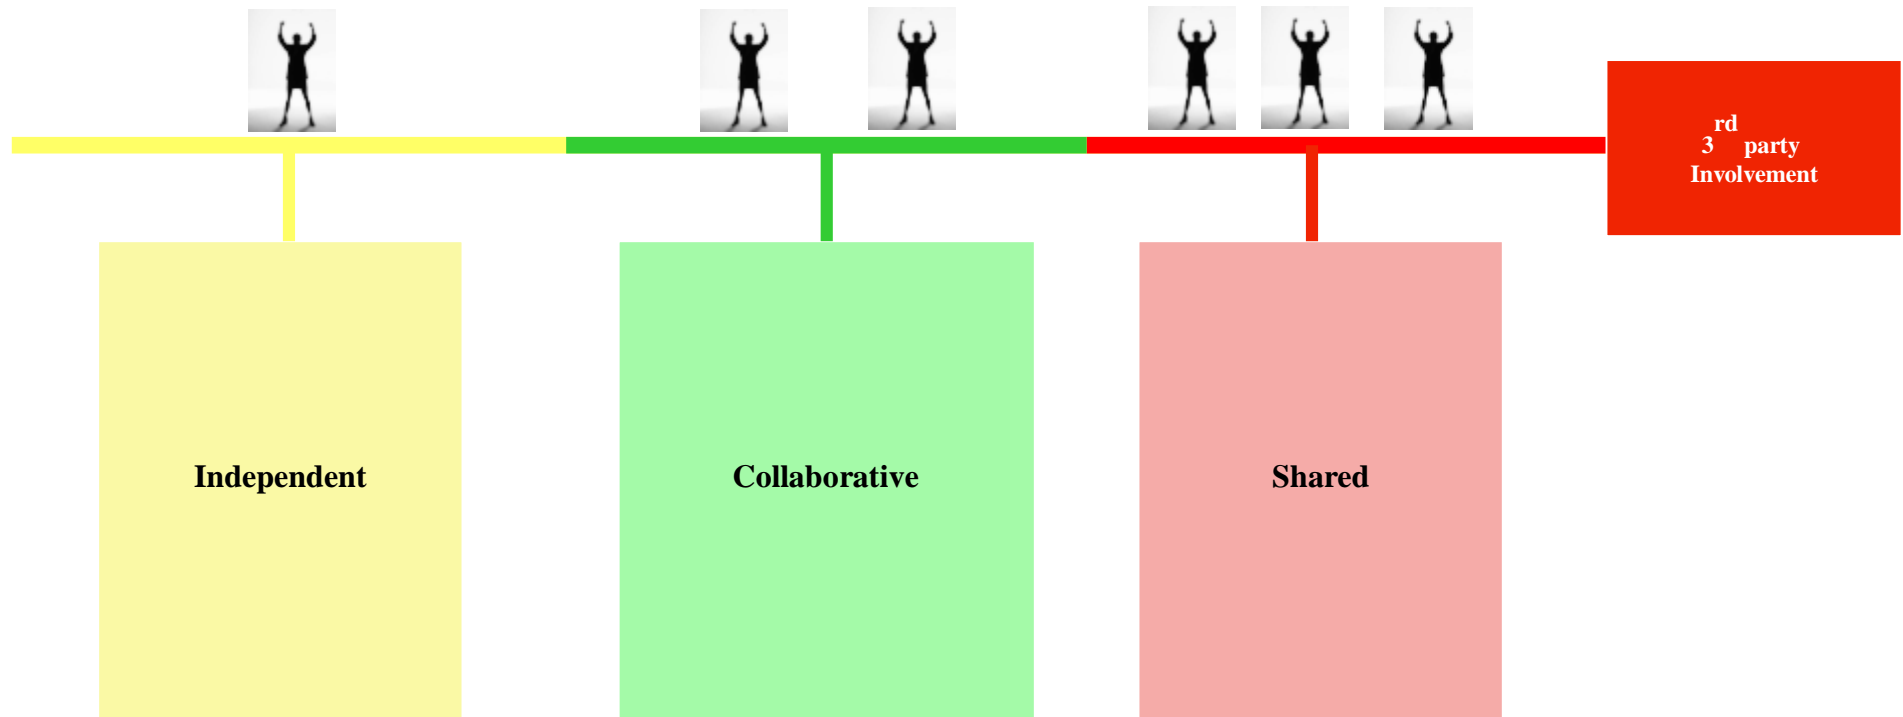 3rd party
Involvement
Independent
Collaborative
Shared